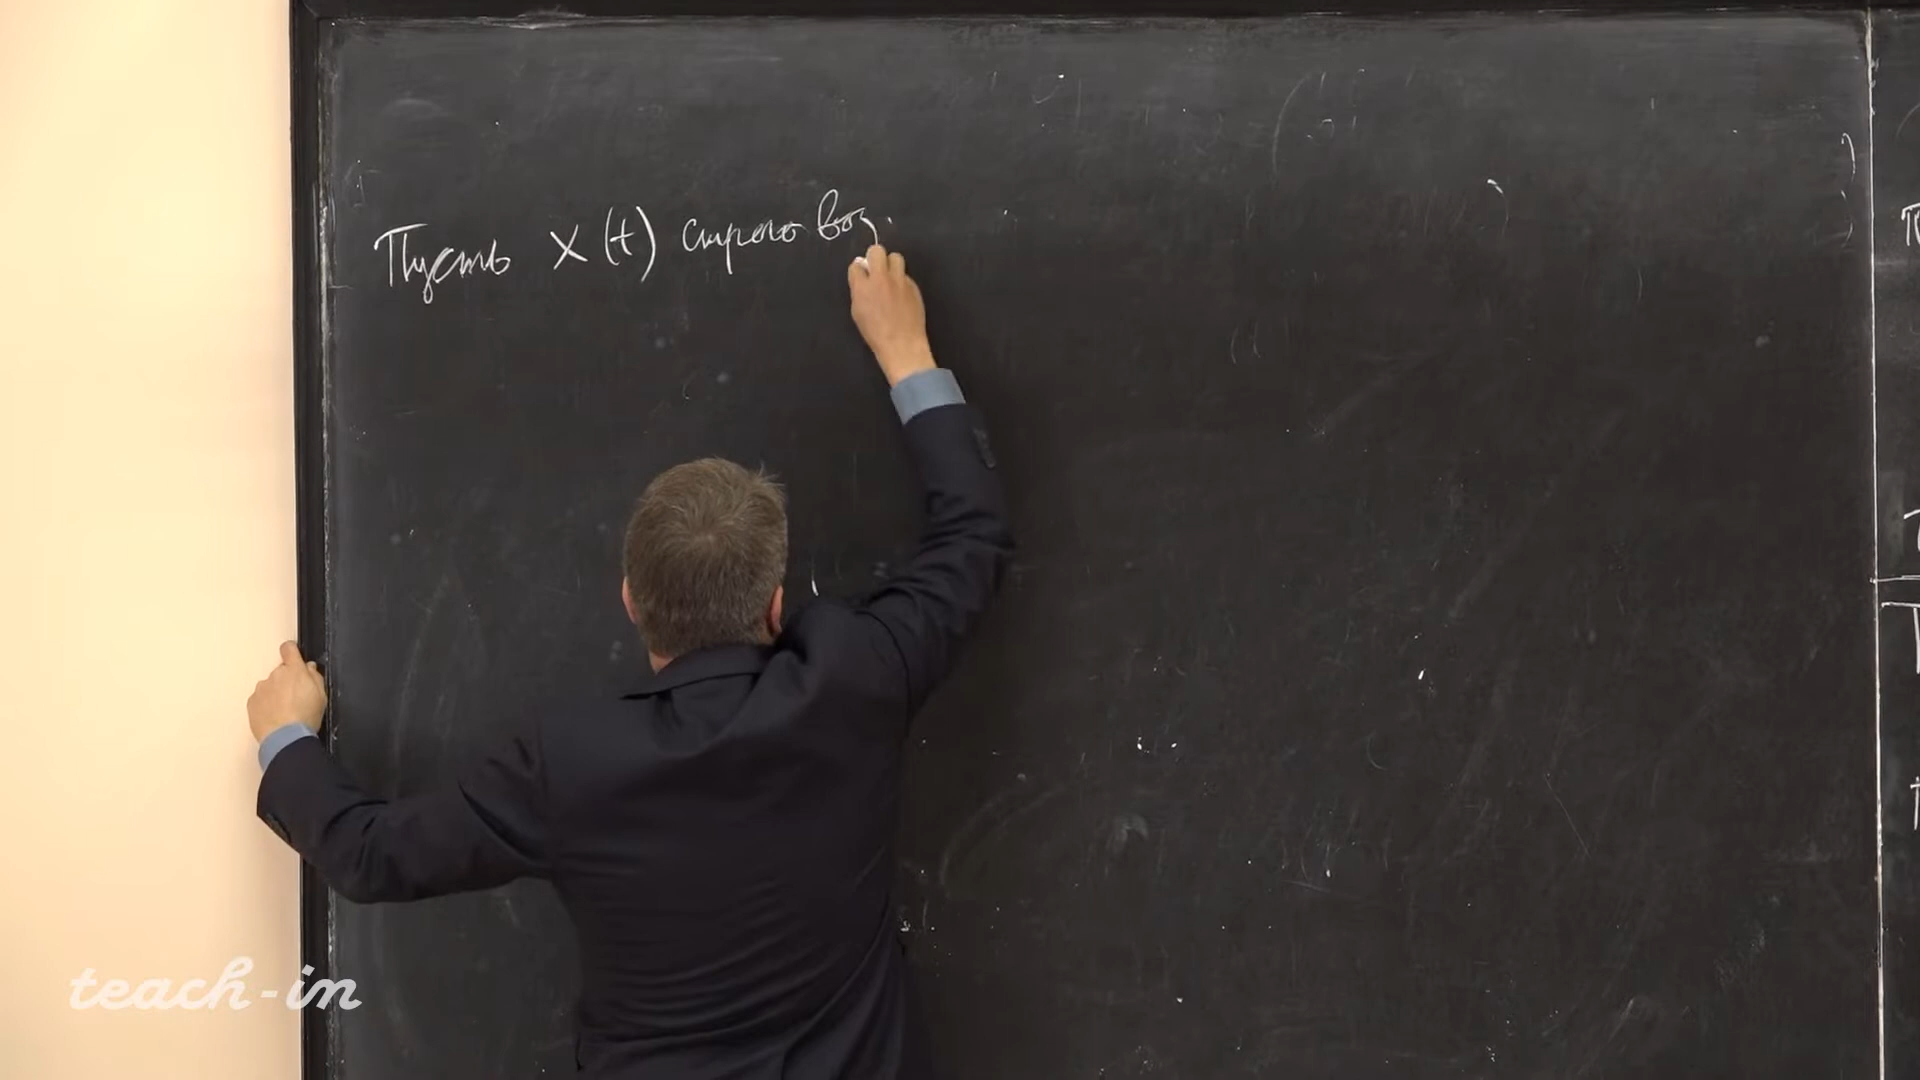 Пусть x(t) строго воз
teach-in